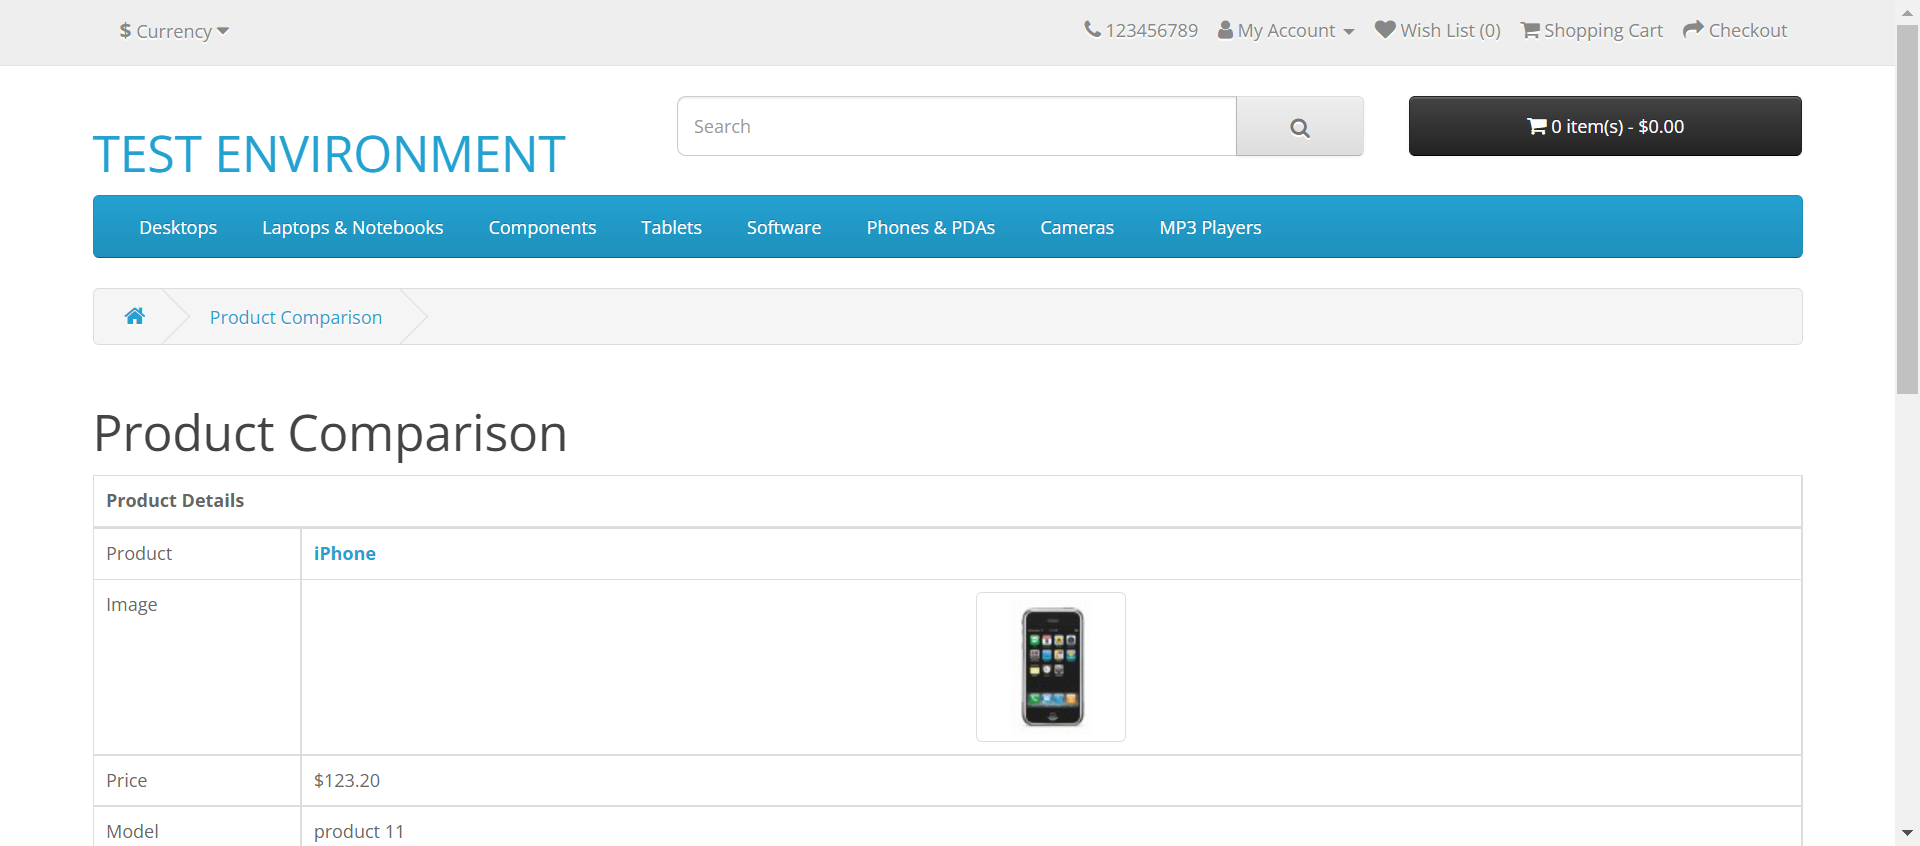 $ Currency
123456789
My Account
Wish List (0)
Shopping Cart
Checkout
TEST ENVIRONMENT
Search
0 item(s) - $0.00
Desktops
Laptops & Notebooks
Components
Tablets
Software
Phones & PDAs
Cameras
MP3 Players
Product Comparison
Product Comparison
Product Details
Product
iPhone
Image
Price
$123.20
Model
product 11